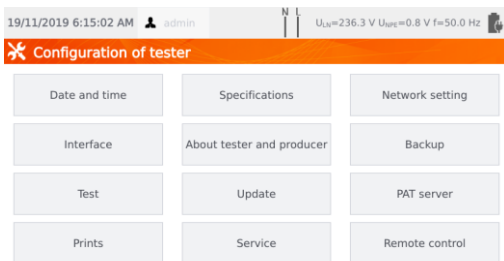 N L
19/11/2019 6:15:02 AM admin ULN=236.3 V UNPE=0.8 V f=50.0 Hz
Configuration of tester
Date and time Specifications Network setting
Interface About tester and producer Backup
Test Update PAT server
Prints Service Remote control